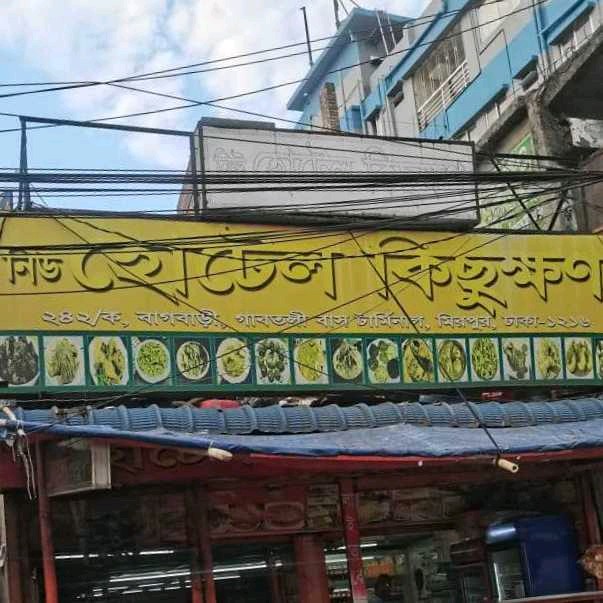 নিউ হোটেল কিছুক্ষণ
২৪২/ক, বাগবাড়ী, গাবতলী বাস টার্মিনাল, মিরপুর, ঢাকা-১২১৬